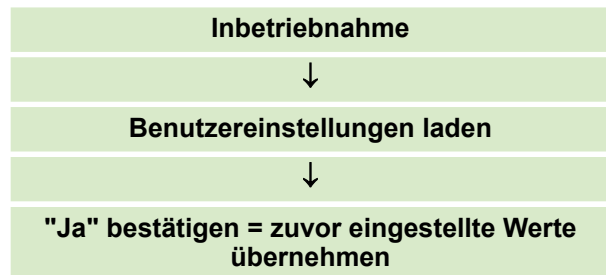 Inbetriebnahme
↓
Benutzereinstellungen laden
↓
"Ja" bestätigen = zuvor eingestellte Werte
übernehmen